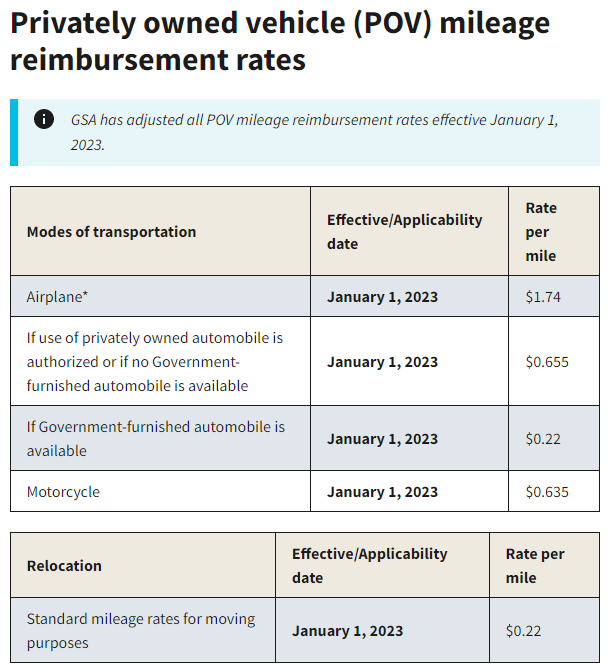 Privately owned vehicle (POV) mileage
reimbursement rates
GSA has adjusted all POV mileage reimbursement rates effective January 1,
2023.
Modes of transportation
Effective/Applicability
date
Rate
per
mile
Airplane*
January 1, 2023
$1.74
If use of privately owned automobile is
authorized or if no Government-
furnished automobile is available
January 1, 2023
$0.655
If Government-furnished automobile is
available
January 1, 2023
$0.22
Motorcycle
January 1, 2023
$0.635
Relocation
Effective/Applicability
date
Rate per
mile
Standard mileage rates for moving
purposes
January 1, 2023
$0.22